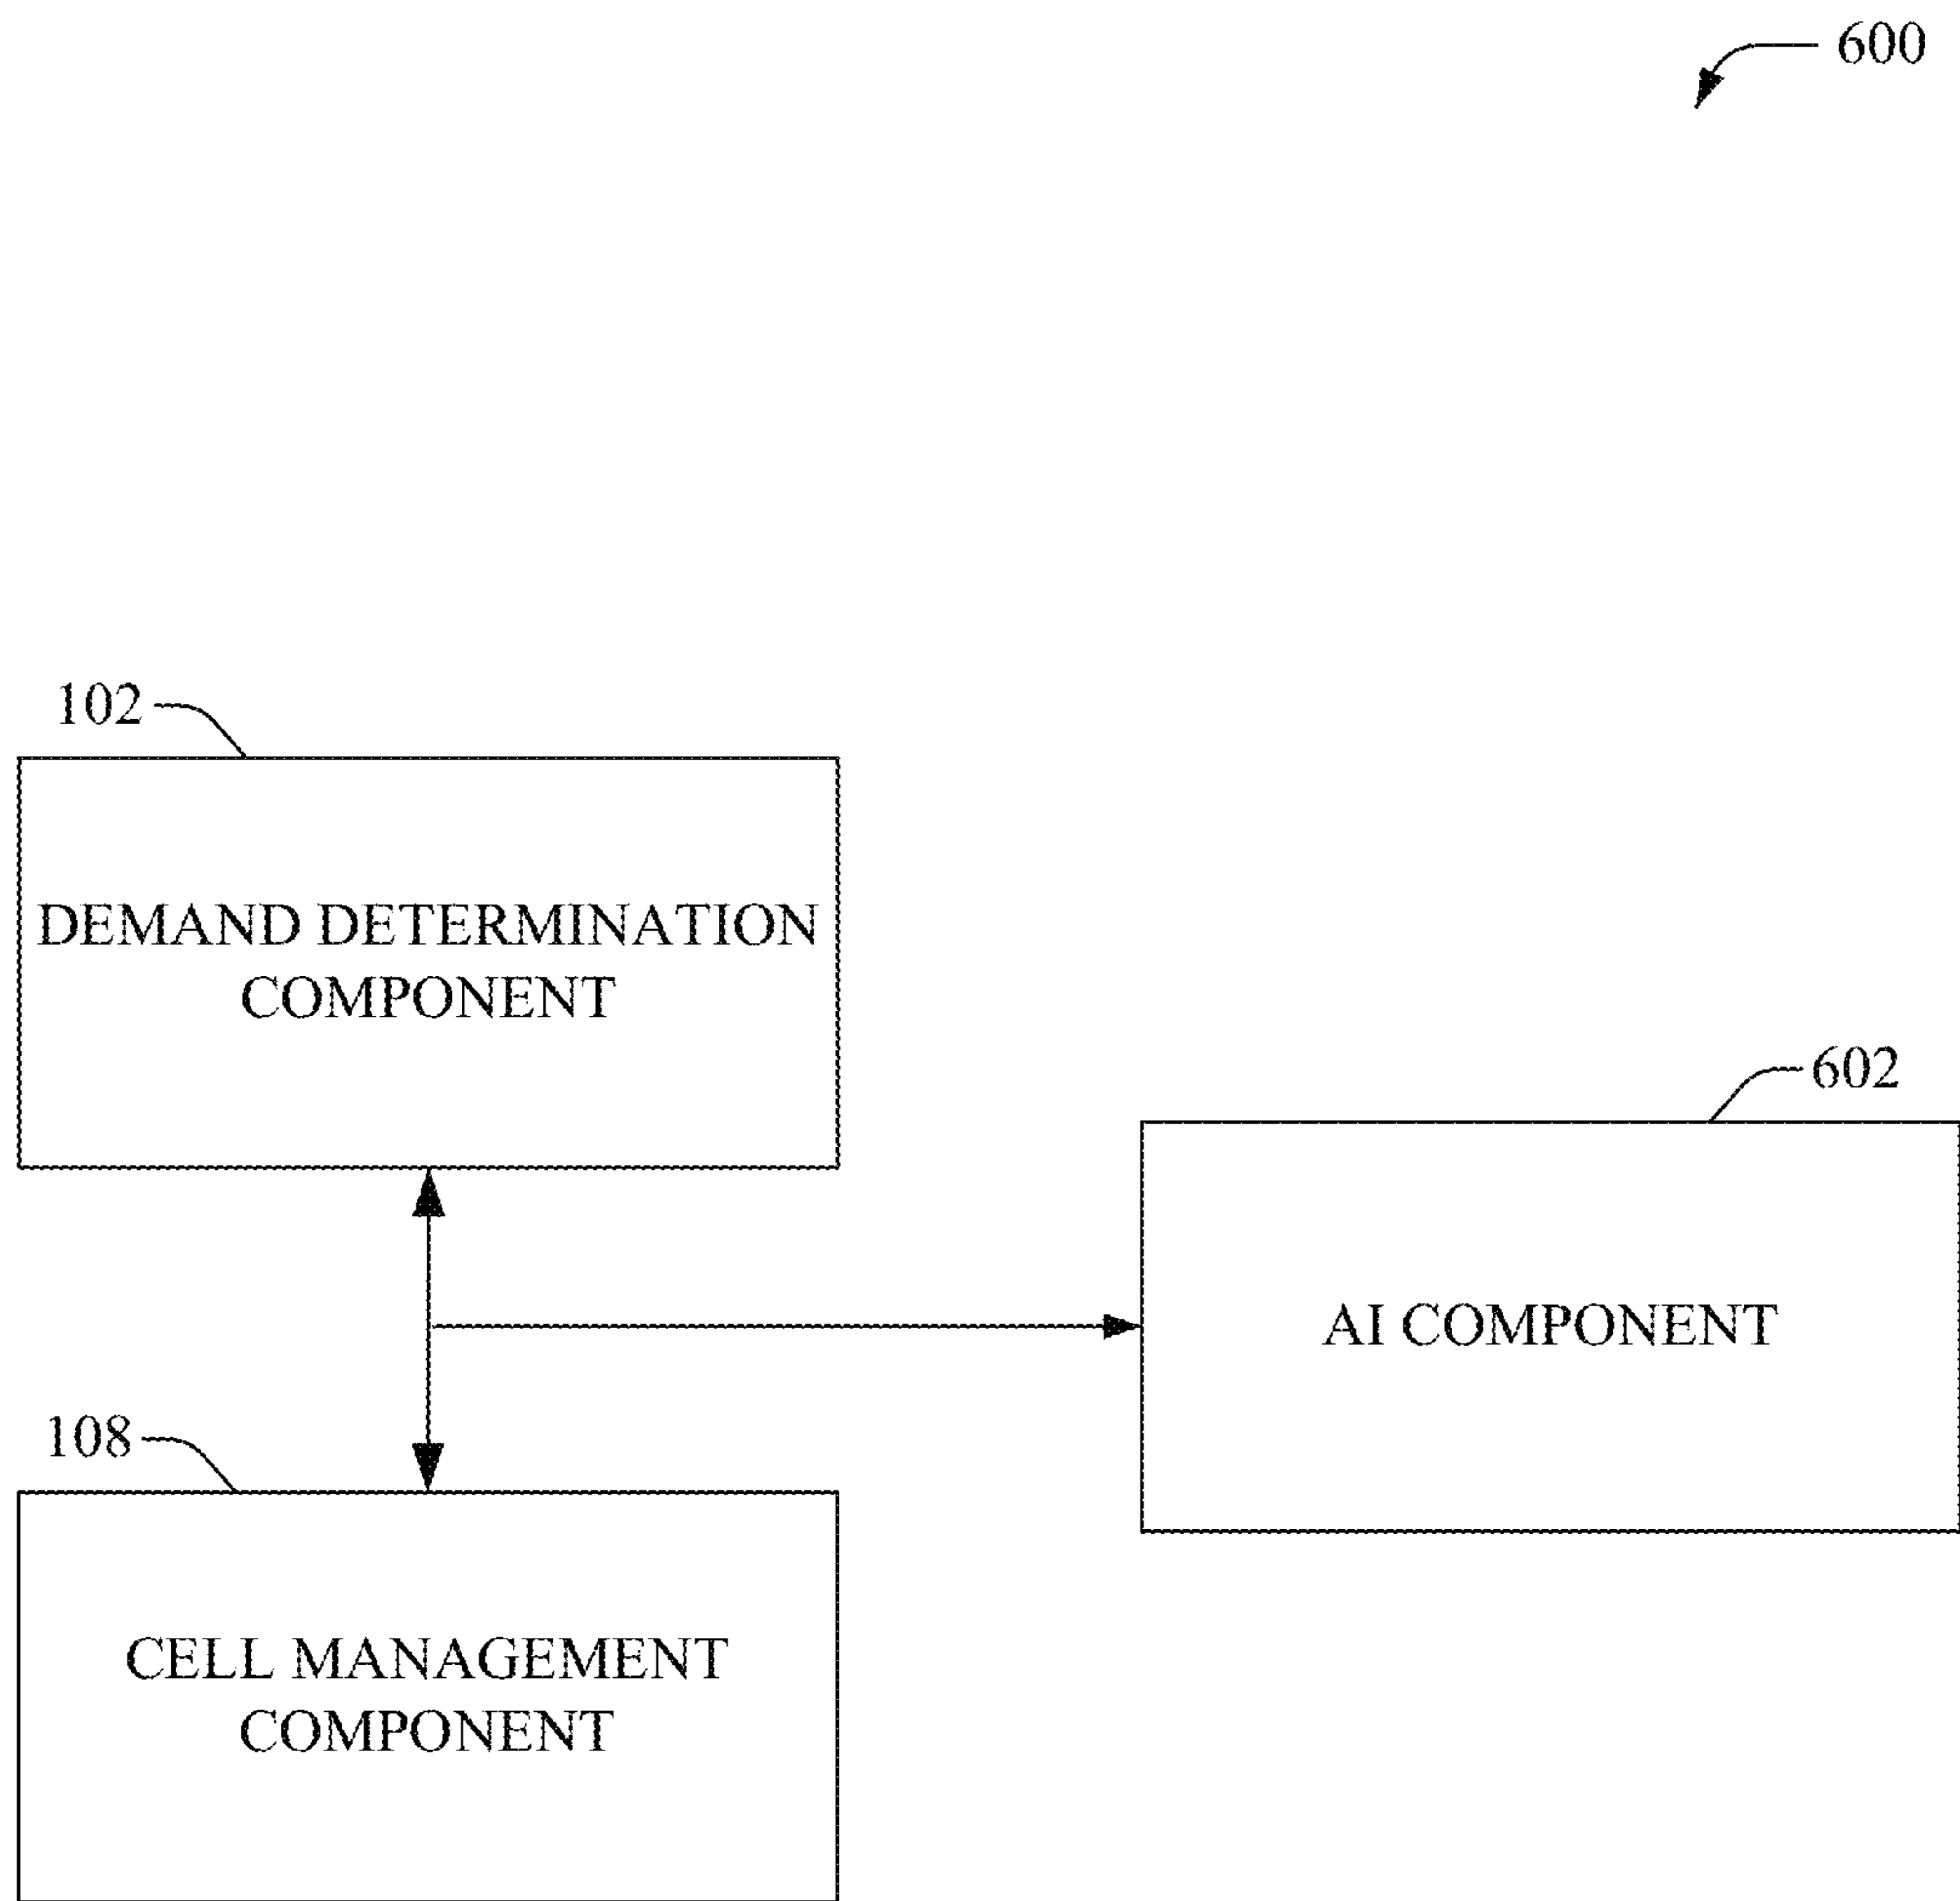 600
102
DEMAND DETERMINATION
COMPONENT
602
AI COMPONENT
108
CELL MANAGEMENT
COMPONENT